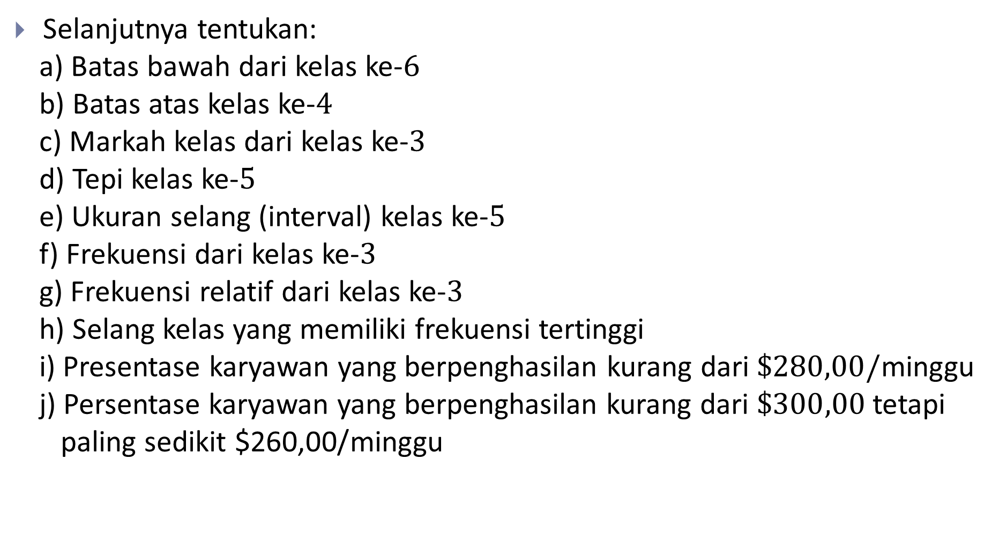 Selanjutnya tentukan:
a) Batas bawah dari kelas ke-6
b) Batas atas kelas ke-4
c) Markah kelas dari kelas ke-3
d) Tepi kelas ke-5
e) Ukuran selang (interval) kelas ke-5
f) Frekuensi dari kelas ke-3
g) Frekuensi relatif dari kelas ke-3
h) Selang kelas yang memiliki frekuensi tertinggi
i) Presentase karyawan yang berpenghasilan kurang dari $280,00/minggu
j) Persentase karyawan yang berpenghasilan kurang dari $300,00 tetapi
paling sedikit $260,00/minggu